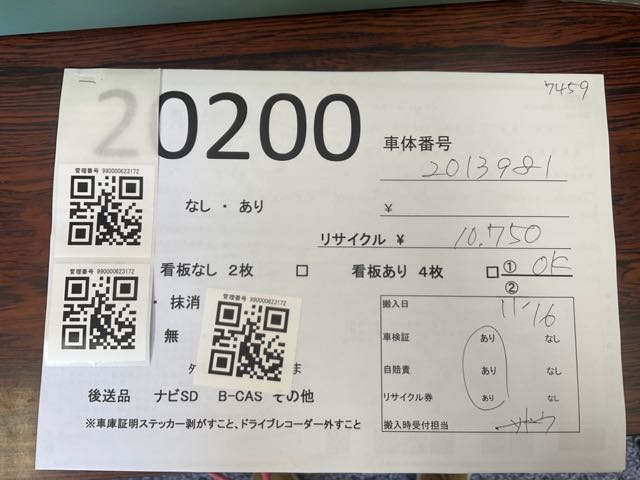 7459
20200
車体番号
2013981
管理番号 990000623172
なし ・ あり
¥
リサイクル ¥ 10,750
看板なし 2枚 □ 看板あり 4枚 □ ① OK
②
管理番号 990000623172
・ 抹消
管理番号 990000623172
無
搬入日 11-16
車検証 あり なし
自賠責 あり なし
リサイクル券 あり なし
搬入時受付担当
ま
後送品 ナビSD B-CAS その他
※車庫証明ステッカー剥がすこと、ドライブレコーダー外すこと